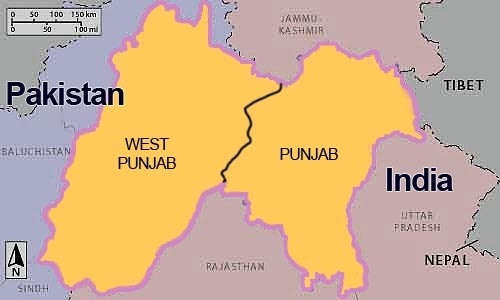 0 50 100 150 km
0 50 100 mi
JAMMU-
KASHMIR
Pakistan
TIBET
WEST
PUNJAB
PUNJAB
BALUCHISTAN
India
UTTAR
PRADESH
NEPAL
RAJASTHAN
N
SINDH